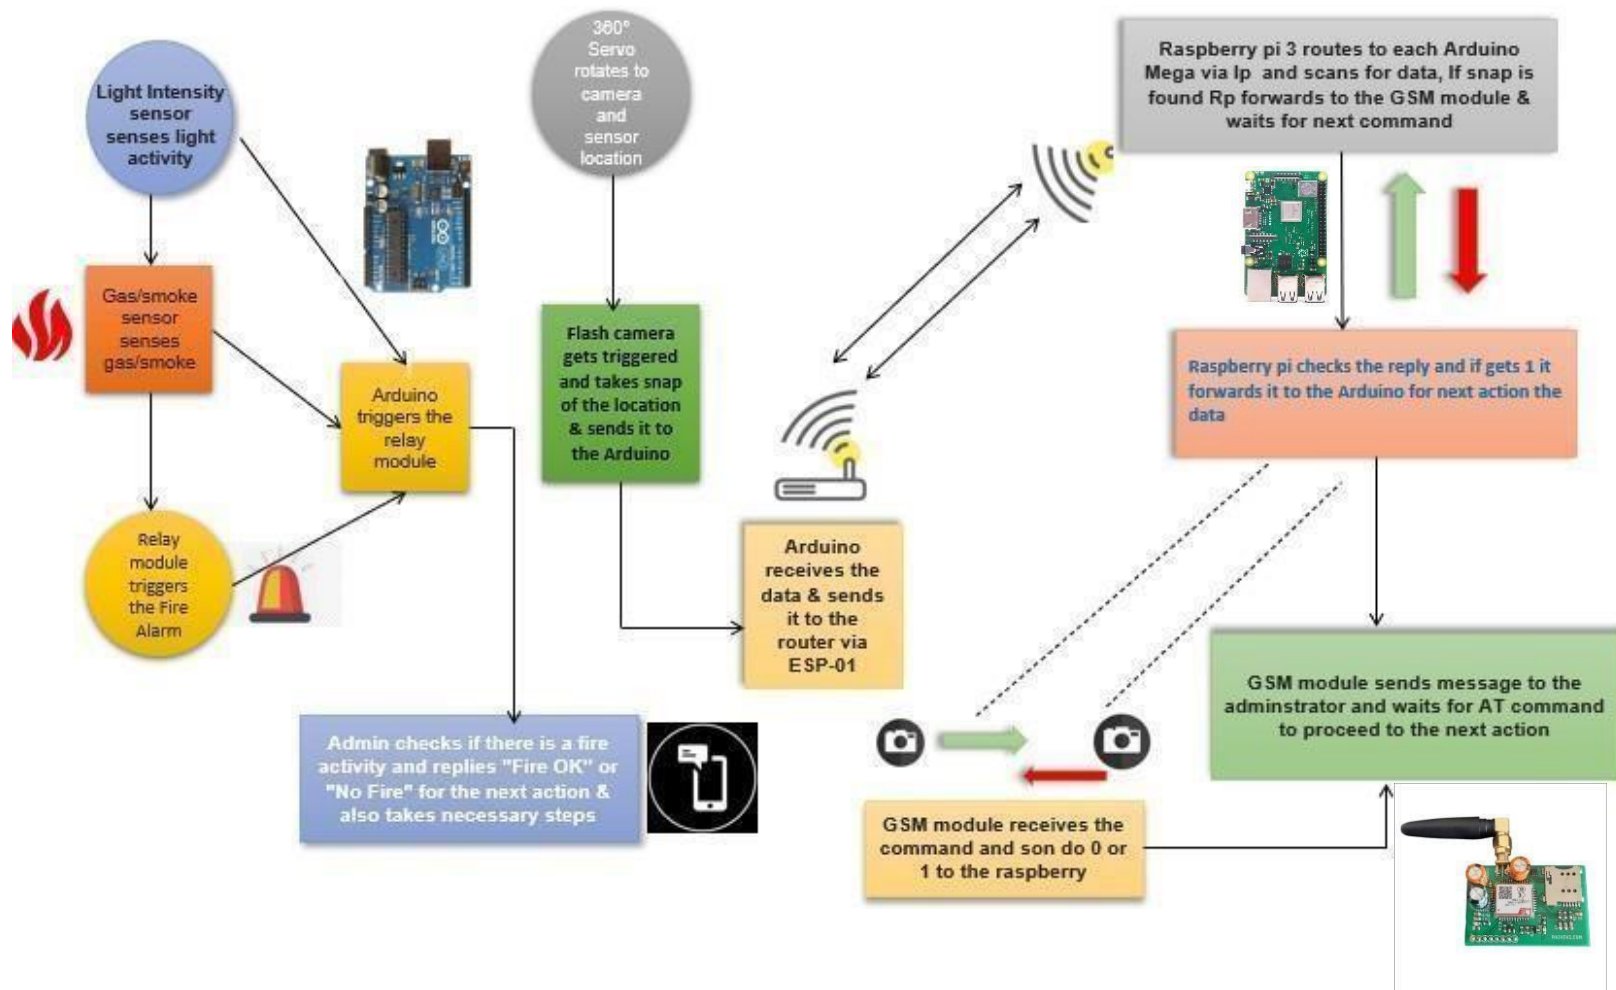 Light Intensity
sensor
senses light
activity
Gas/smoke
sensor
senses
gas/smoke
Relay
module
triggers
the Fire
Alarm
Arduino
triggers the
relay
module
Admin checks if there is a fire
activity and replies "Fire OK" or
"No Fire" for the next action &
also takes necessary steps
360°
Servo
rotates to
camera
and
sensor
location
Flash camera
gets triggered
and takes snap
of the location
& sends it to
the Arduino
Arduino
receives the
data & sends
it to the
router via
ESP-01
Raspberry pi 3 routes to each Arduino
Mega via Ip and scans for data, If snap is
found Rp forwards to the GSM module &
waits for next command
Raspberry pi checks the reply and if gets 1 it
forwards it to the Arduino for next action the
data
GSM module sends message to the
adminstrator and waits for AT command
to proceed to the next action
GSM module receives the
command and son do 0 or
1 to the raspberry